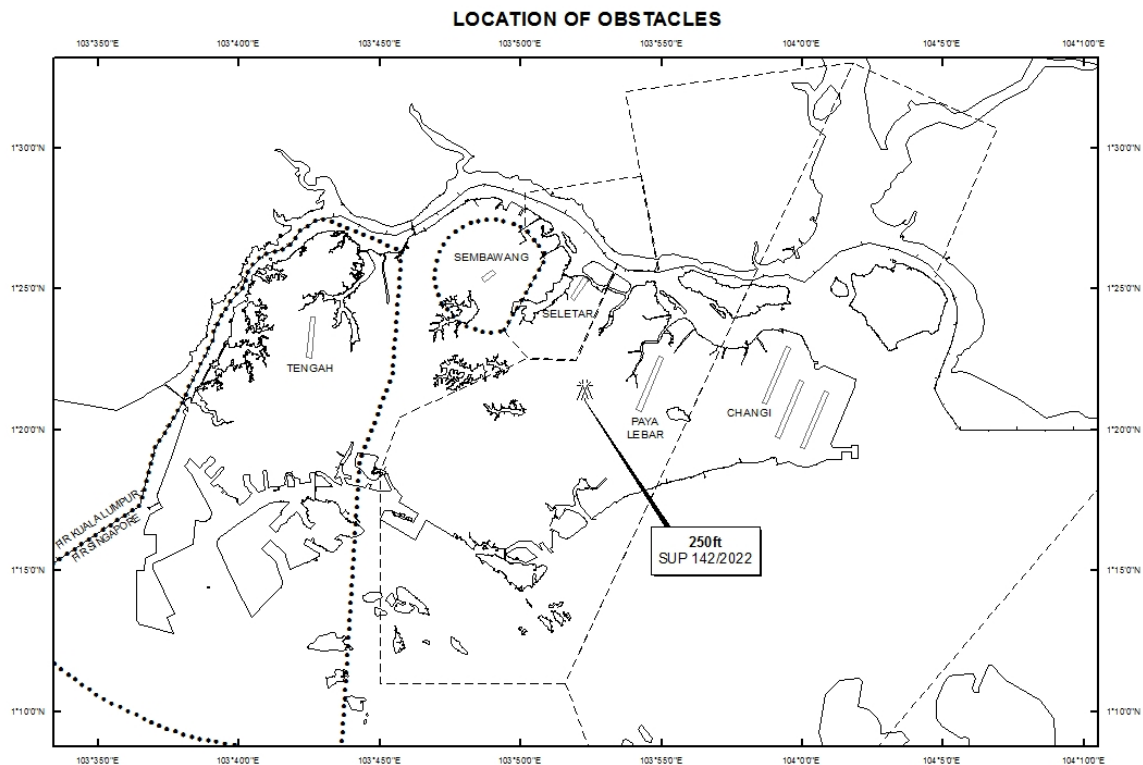 LOCATION OF OBSTACLES
103°35'0"E 103°40'0"E 103°45'0"E 103°50'0"E 103°55'0"E 104°0'0"E 104°5'0"E 104°10'0"E
1°30'0"N 1°30'0"N
SEMBAWANG
1°25'0"N 1°25'0"N
SELETAR
TENGAH
CHANGI
PAYA
LEBAR
1°20'0"N 1°20'0"N
FIR KUALA LUMPUR
FIR SINGAPORE
250ft
SUP 142/2022
1°15'0"N 1°15'0"N
1°10'0"N 1°10'0"N
103°35'0"E 103°40'0"E 103°45'0"E 103°50'0"E 103°55'0"E 104°0'0"E 104°5'0"E 104°10'0"E